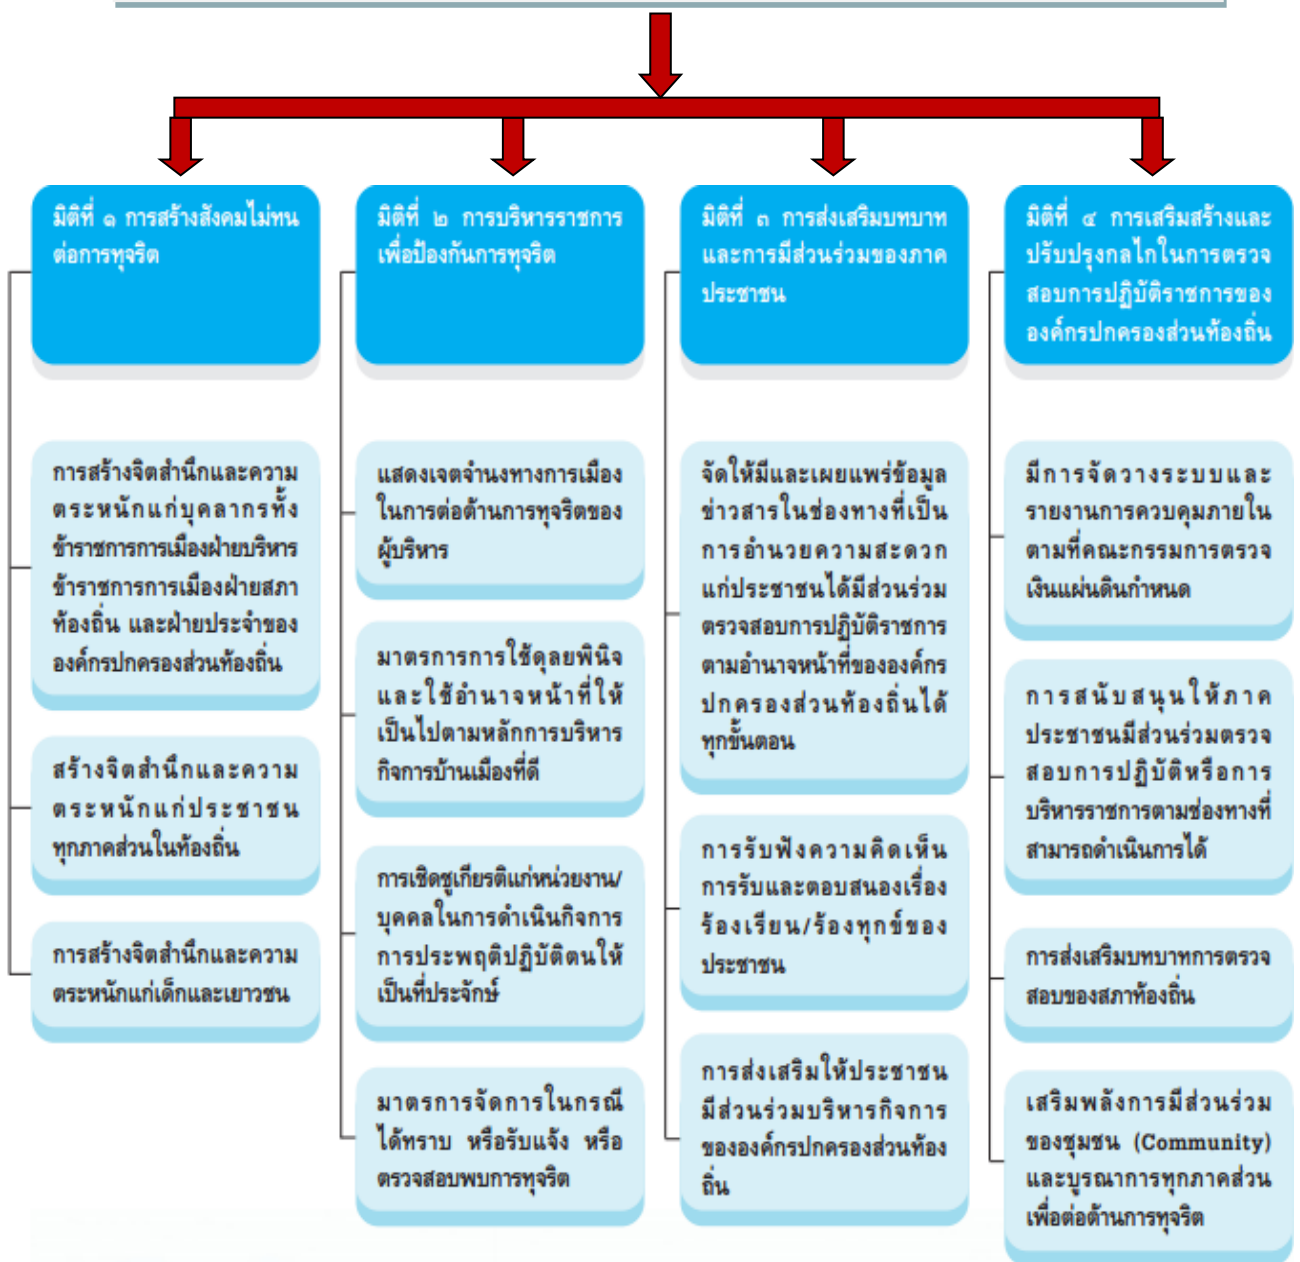 มิติที่ ๑ การสร้างสังคมไม่ทน
ต่อการทุจริต
การสร้างจิตสำนึกและความ
ตระหนักแก่บุคลากรทั้ง
ข้าราชการการเมืองฝ่ายบริหาร
ข้าราชการการเมืองฝ่ายสภา
ท้องถิ่น และฝ่ายประจำของ
องค์กรปกครองส่วนท้องถิ่น
สร้างจิตสำนึกและความ
ตระหนักแก่ประชาชน
ทุกภาคส่วนในท้องถิ่น
การสร้างจิตสำนึกและความ
ตระหนักแก่เด็กและเยาวชน
มิติที่ ๒ การบริหารราชการ
เพื่อป้องกันการทุจริต
แสดงเจตจำนงทางการเมือง
ในการต่อต้านการทุจริตของ
ผู้บริหาร
มาตรการการใช้ดุลยพินิจ
และใช้อำนาจหน้าที่ให้
เป็นไปตามหลักการบริหาร
กิจการบ้านเมืองที่ดี
การเชิดชูเกียรติแก่หน่วยงาน/
บุคคลในการดำเนินกิจการ
การประพฤติปฏิบัติตนให้
เป็นที่ประจักษ์
มาตรการจัดการในกรณี
ได้ทราบ หรือรับแจ้ง หรือ
ตรวจสอบพบการทุจริต
มิติที่ ๓ การส่งเสริมบทบาท
และการมีส่วนร่วมของภาค
ประชาชน
จัดให้มีและเผยแพร่ข้อมูล
ข่าวสารในช่องทางที่เป็น
การอำนวยความสะดวก
แก่ประชาชนได้มีส่วนร่วม
ตรวจสอบการปฏิบัติราชการ
ตามอำนาจหน้าที่ขององค์กร
ปกครองส่วนท้องถิ่นได้
ทุกขั้นตอน
การรับฟังความคิดเห็น
การรับและตอบสนองเรื่อง
ร้องเรียน/ร้องทุกข์ของ
ประชาชน
การส่งเสริมให้ประชาชน
มีส่วนร่วมบริหารกิจการ
ขององค์กรปกครองส่วนท้อง
ถิ่น
มิติที่ ๔ การเสริมสร้างและ
ปรับปรุงกลไกในการตรวจ
สอบการปฏิบัติราชการของ
องค์กรปกครองส่วนท้องถิ่น
มีการจัดวางระบบและ
รายงานการควบคุมภายใน
ตามที่คณะกรรมการตรวจ
เงินแผ่นดินกำหนด
การสนับสนุนให้ภาค
ประชาชนมีส่วนร่วมตรวจ
สอบการปฏิบัติหรือการ
บริหารราชการตามช่องทางที่
สามารถดำเนินการได้
การส่งเสริมบทบาทการตรวจ
สอบของสภาท้องถิ่น
เสริมพลังการมีส่วนร่วม
ของชุมชน (Community)
และบูรณาการทุกภาคส่วน
เพื่อต่อต้านการทุจริต